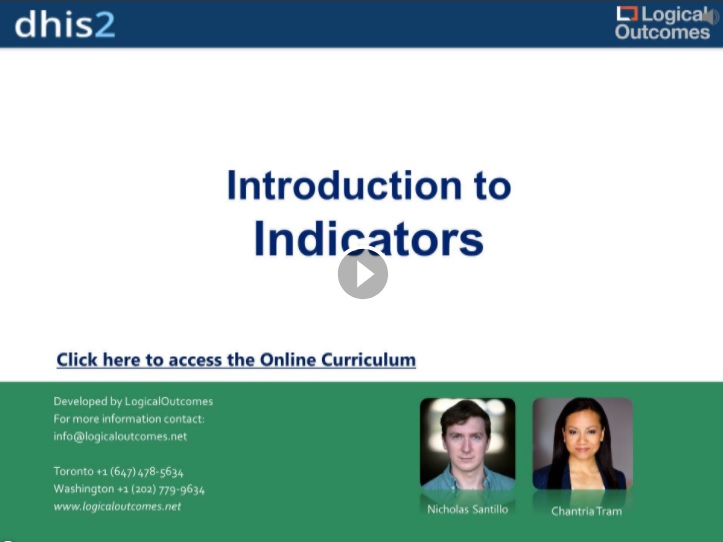 dhis2
Logical
Outcomes
Introduction to
Indicators
Click here to access the Online Curriculum
Developed by LogicalOutcomes
For more information contact:
info@logicaloutcomes.net
Toronto +1 (647) 478-5634
Washington +1 (202) 779-9634
www.logicaloutcomes.net
Nicholas Santillo
Chantria Tram